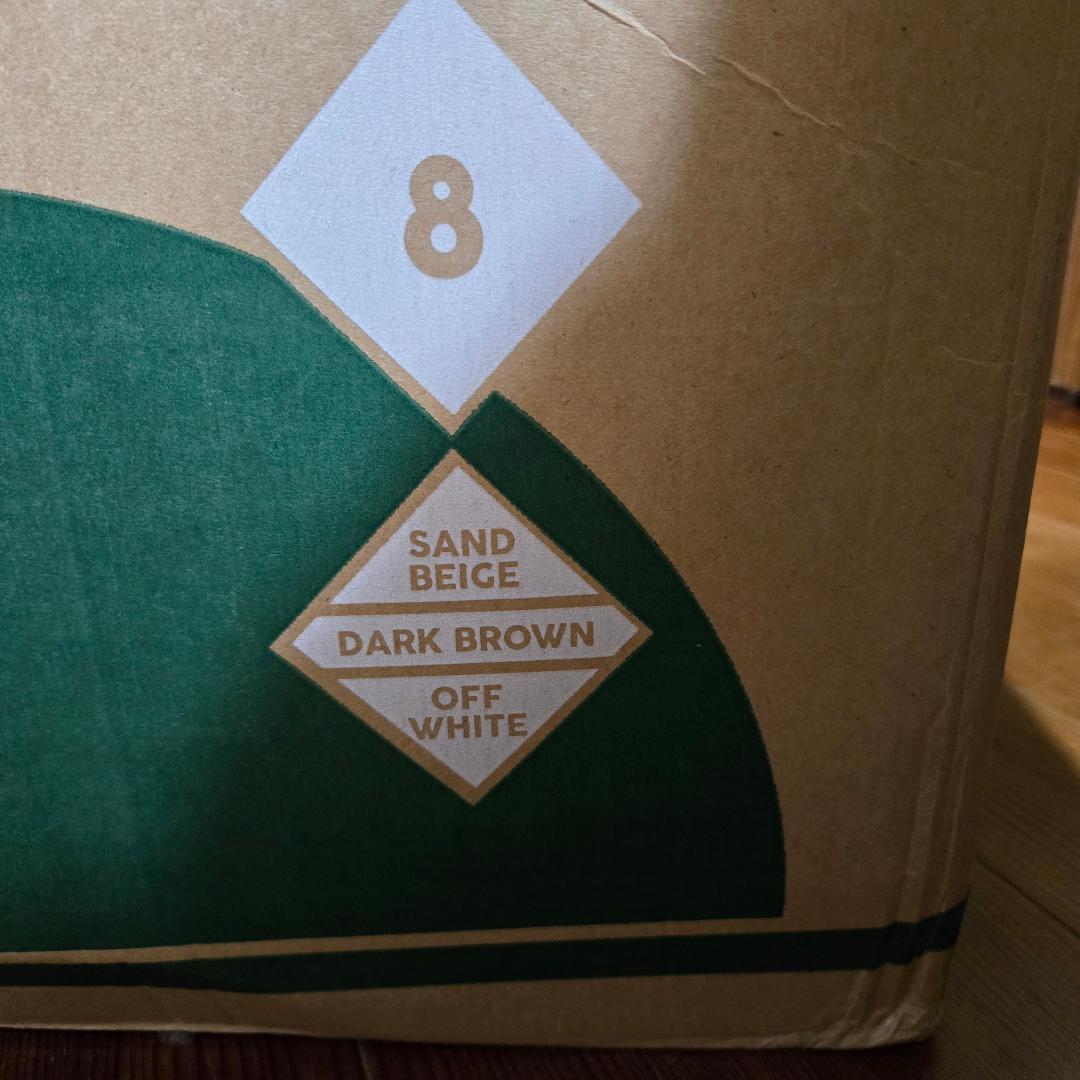 8
SAND
BEIGE
DARK BROWN
OFF
WHITE